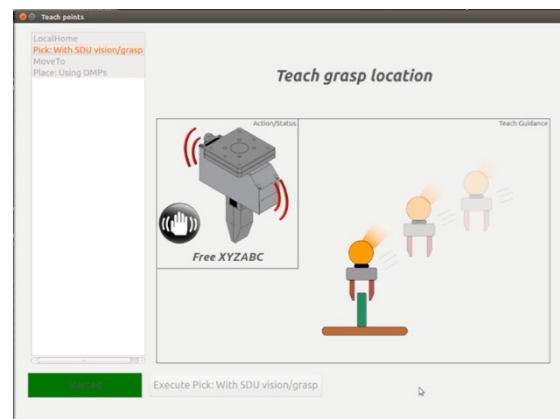 Teach points
LocalHome
Pick: With SDU vision/grasp
MoveTo
Place: Using DMPs
Teach grasp location
Action/Status
Teach Guidance
Free XYZABC
Started
Execute Pick: With SDU vision/grasp